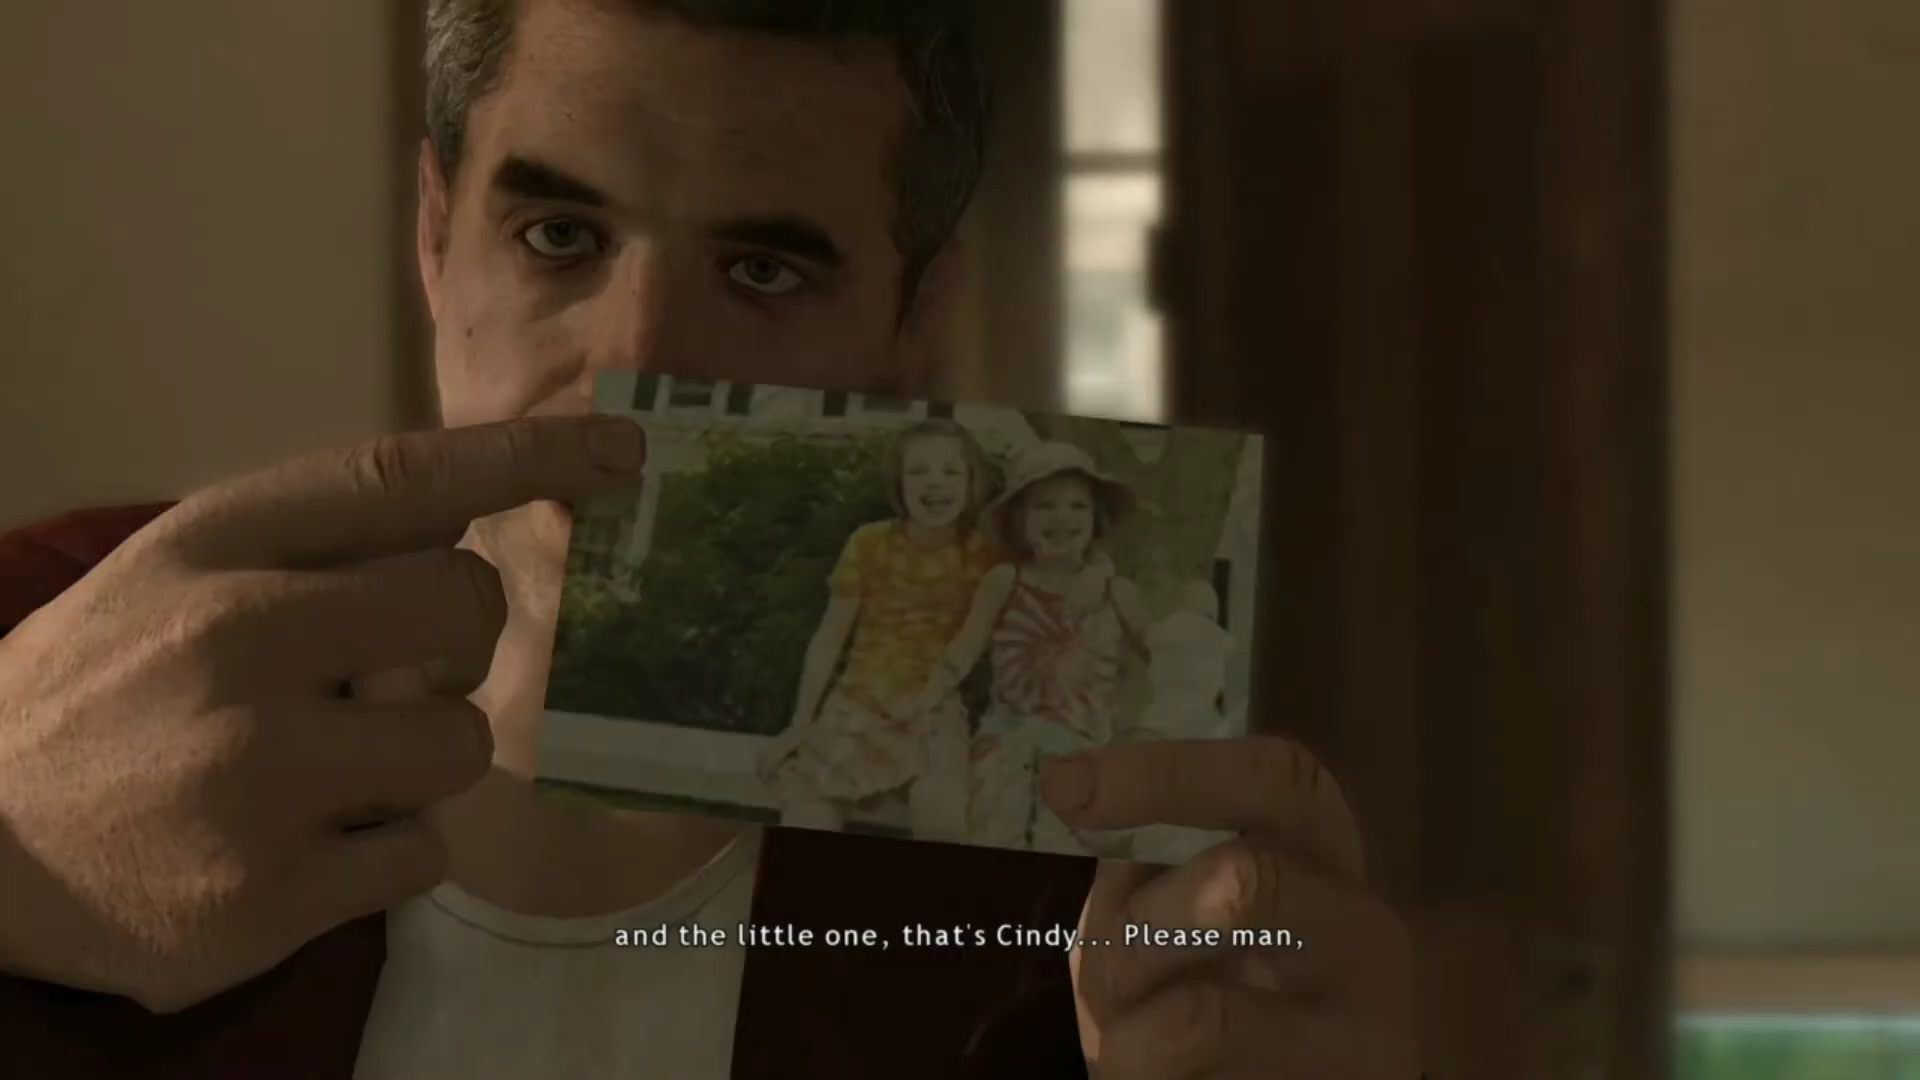 and the little one, that's Cindy... Please man,